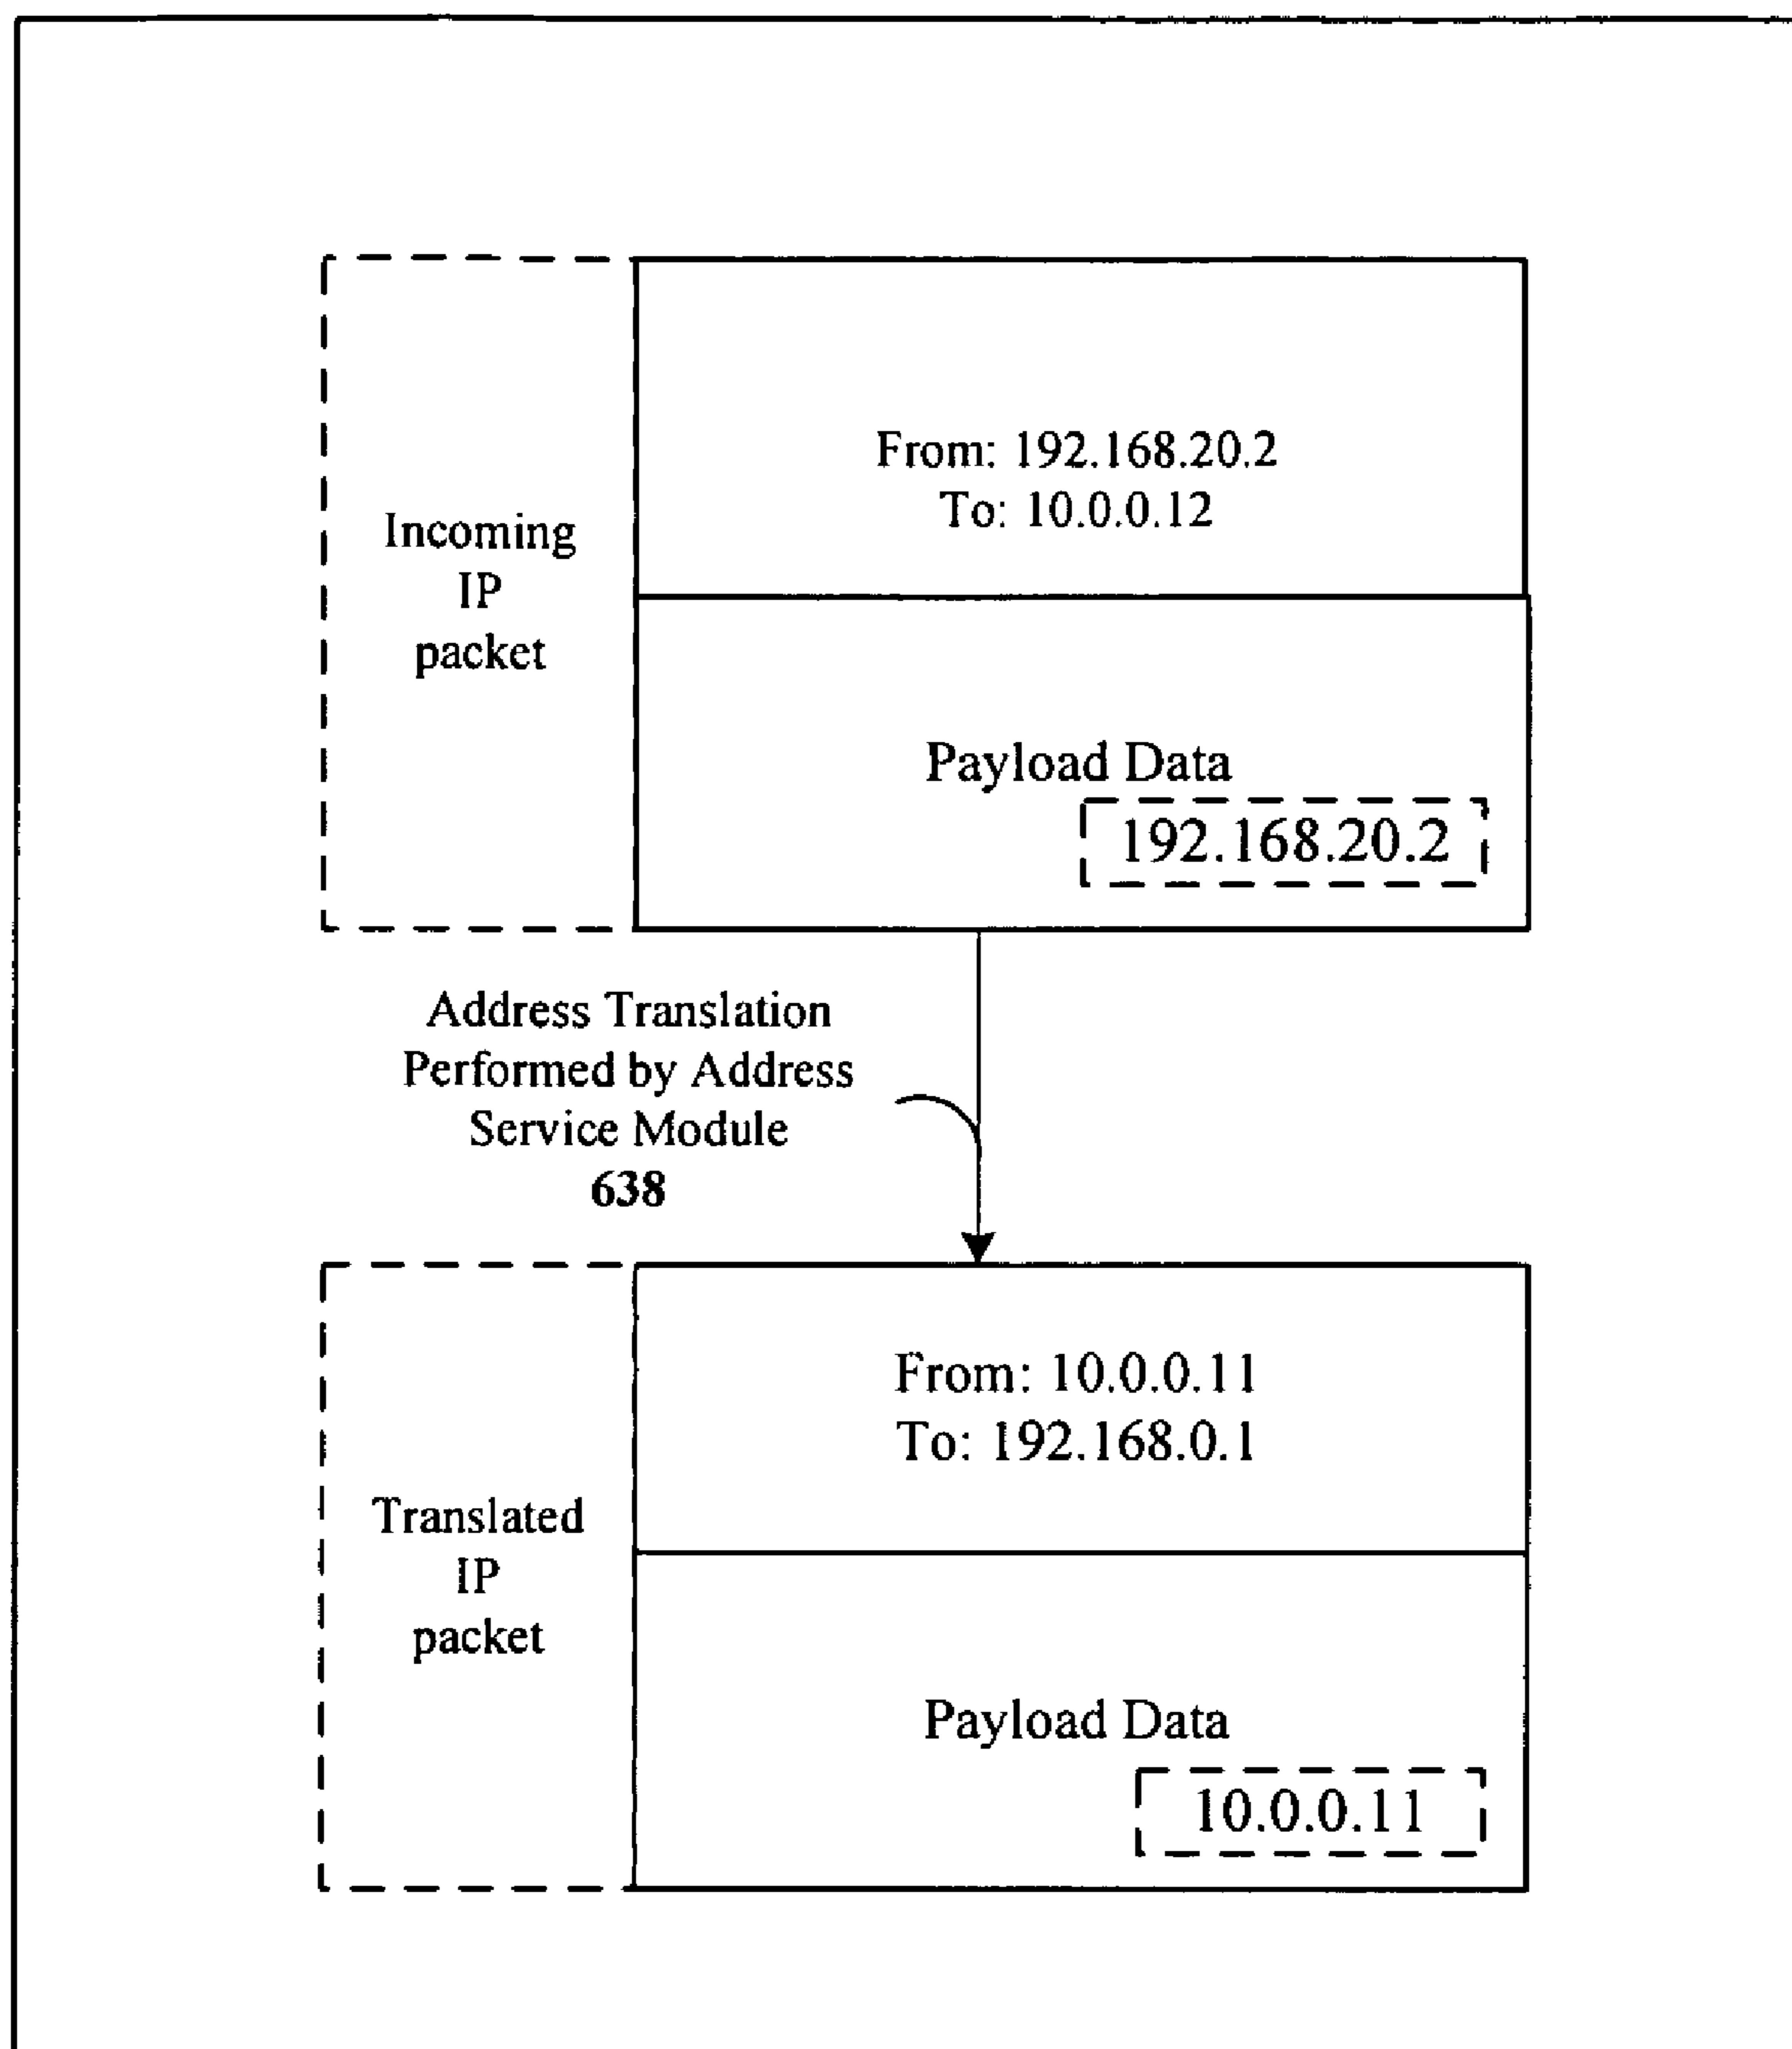 From: 192.168.20.2
To: 10.0.0.12
Incoming
IP
packet
Payload Data
192.168.20.2
Address Translation
Performed by Address
Service Module
638
From: 10.0.0.11
To: 192.168.0.1
Translated
IP
packet
Payload Data
10.0.0.11